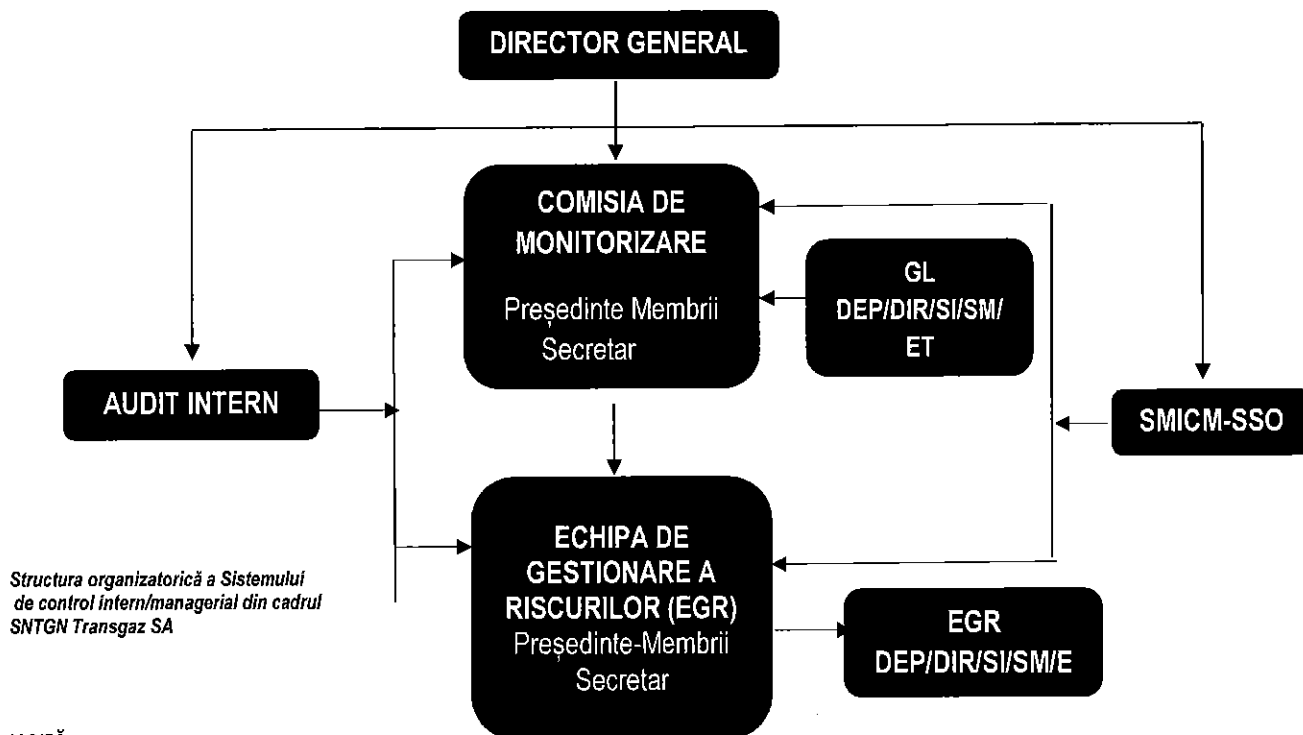 DIRECTOR GENERAL
COMISIA DE
MONITORIZARE
Președinte Membrii
Secretar
GL
DEP/DIR/SI/SM/
ET
AUDIT INTERN
SMICM-SSO
ECHIPA DE
GESTIONARE A
RISCURILOR (EGR)
Președinte-Membrii
Secretar
EGR
DEP/DIR/SI/SM/E
Structura organizatorică a Sistemului
de control intern/managerial din cadrul
SNTGN Transgaz SA